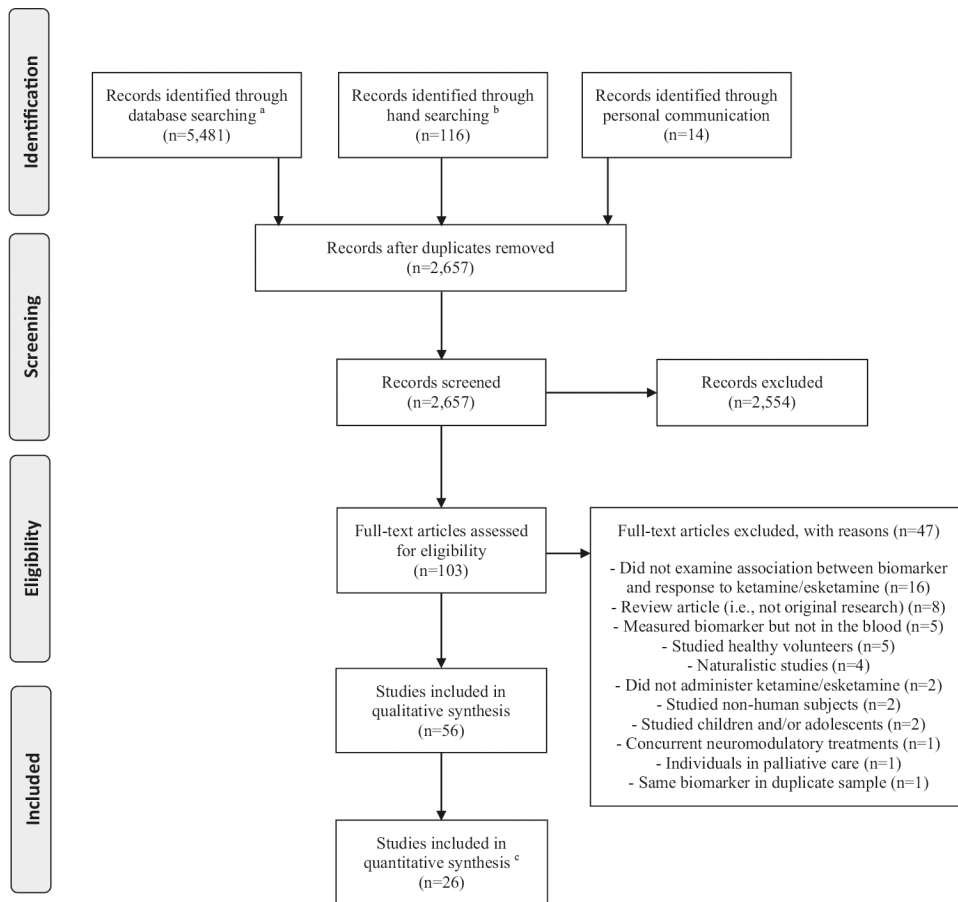 Identification
Records identified through
database searching a
(n=5,481)
Records identified through
hand searching b
(n=116)
Records identified through
personal communication
(n=14)
Screening
Records after duplicates removed
(n=2,657)
Records screened
(n=2,657)
Records excluded
(n=2,554)
Eligibility
Full-text articles assessed
for eligibility
(n=103)
Full-text articles excluded, with reasons (n=47)
- Did not examine association between biomarker
and response to ketamine/esketamine (n=16)
- Review article (i.e., not original research) (n=8)
- Measured biomarker but not in the blood (n=5)
- Studied healthy volunteers (n=5)
- Naturalistic studies (n=4)
- Did not administer ketamine/esketamine (n=2)
- Studied non-human subjects (n=2)
- Studied children and/or adolescents (n=2)
- Concurrent neuromodulatory treatments (n=1)
- Individuals in palliative care (n=1)
- Same biomarker in duplicate sample (n=1)
Included
Studies included in
qualitative synthesis
(n=56)
Studies included in
quantitative synthesis c
(n=26)